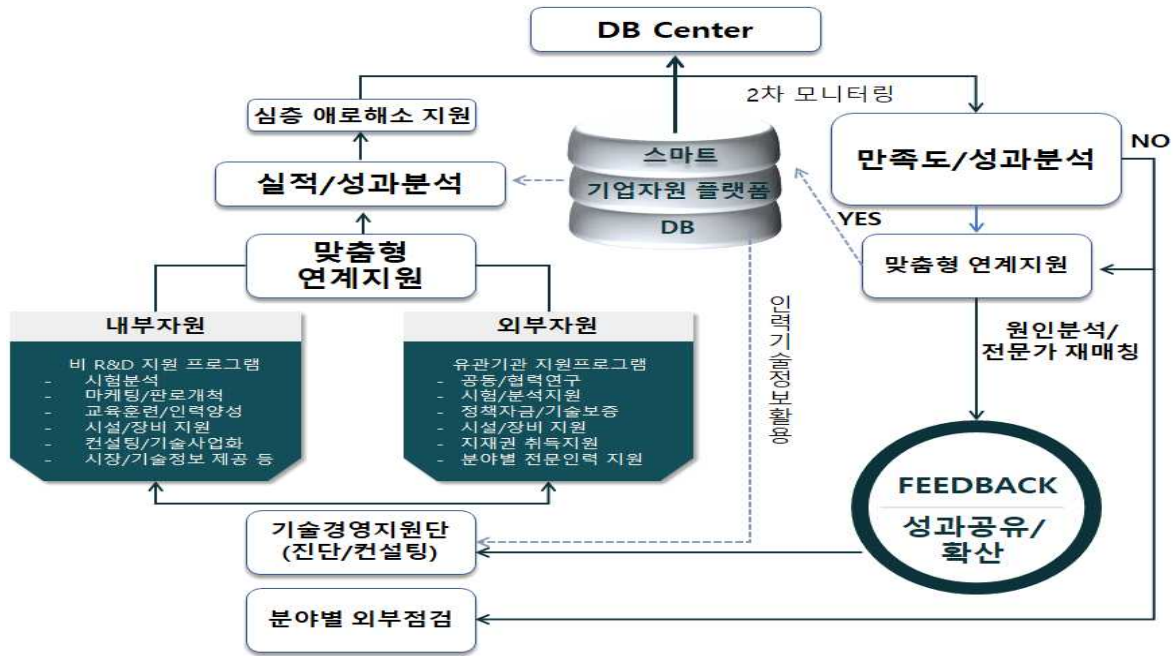 DB Center
2차 모니터링
심층 애로해소 지원
스마트
기업자원 플랫폼
DB
만족도/성과분석
NO
실적/성과분석
YES
맞춤형
연계지원
맞춤형 연계지원
내부자원
비 R&D 지원 프로그램
- 시험분석
- 마케팅/판로개척
- 교육훈련/인력양성
- 시설/장비 지원
- 컨설팅/기술사업화
- 시장/기술정보 제공 등
외부자원
유관기관 지원프로그램
- 공동/협력연구
- 시험/분석지원
- 정책자금/기술보증
- 시설/장비 지원
- 지재권 취득지원
- 분야별 전문인력 지원
인력기술정보활용
원인분석/
전문가 재매칭
FEEDBACK
성과공유/
확산
기술경영지원단
(진단/컨설팅)
분야별 외부점검